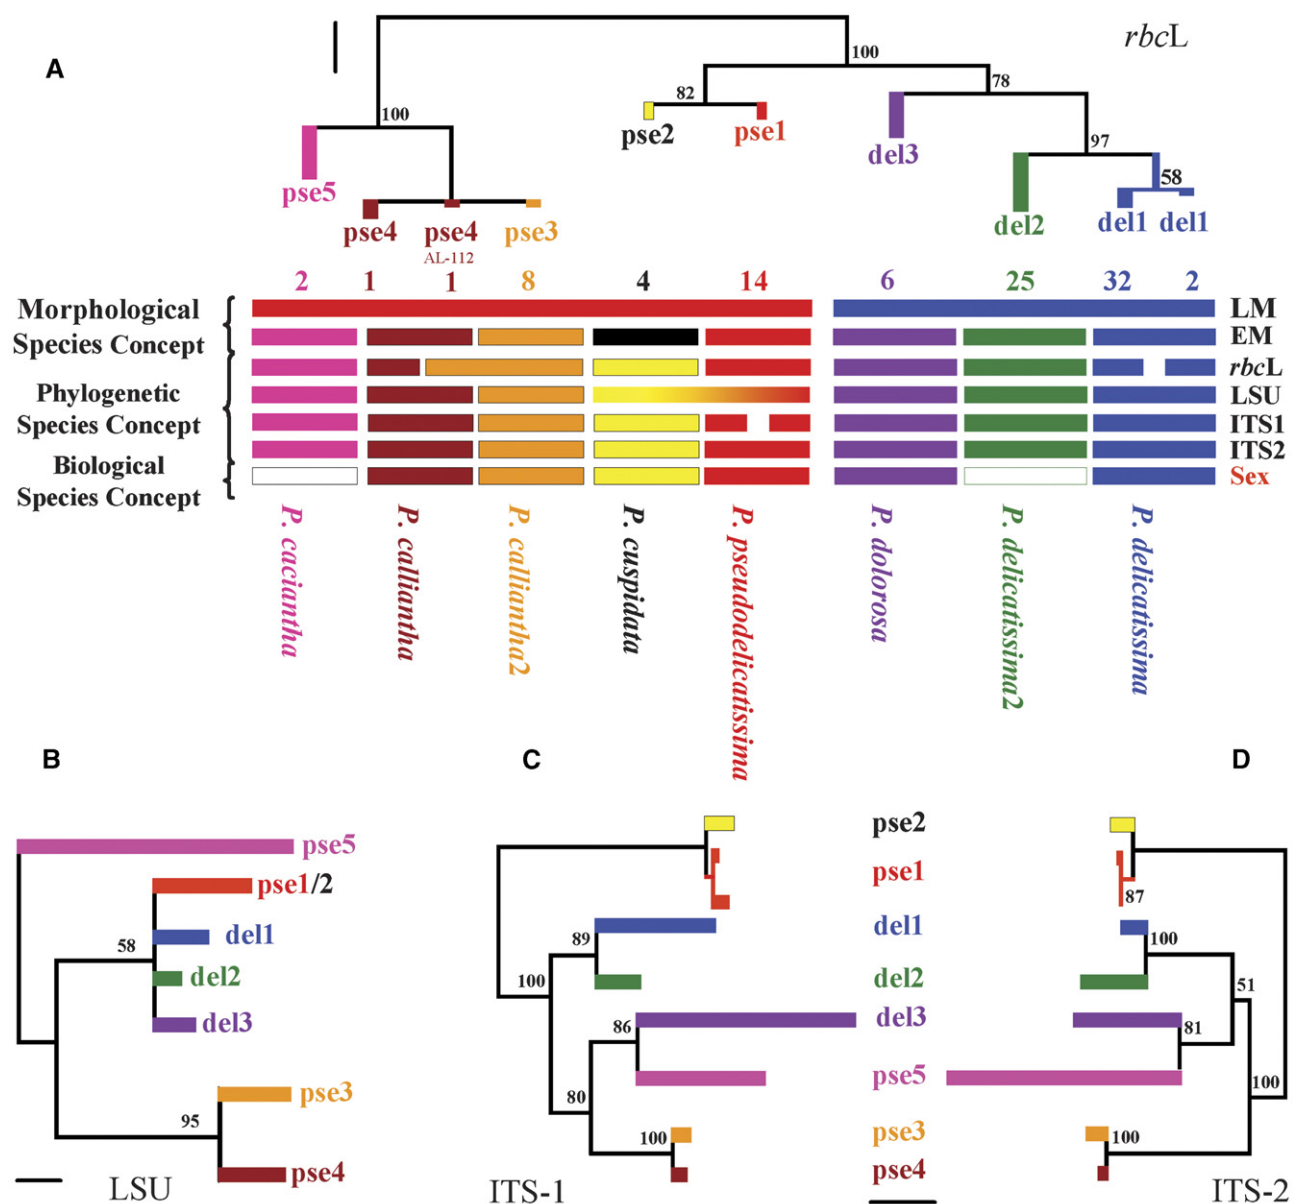 A
rbcL
100
100
82
78
97
58
pse5
pse4
pse4
AL-112
pse3
pse2
pse1
del3
del2
del1
del1
2 1 1 8 4 14 6 25 32 2
Morphological
Species Concept
Phylogenetic
Species Concept
Biological
Species Concept
LM
EM
rbcL
LSU
ITS1
ITS2
Sex
P. caciantha
P. calliantha
P. calliantha2
P. cuspidata
P. pseudodelicatissima
P. dolorosa
P. delicatissima2
P. delicatissima
B
pse5
pse1/2
58
del1
del2
del3
pse3
95
pse4
LSU
C
89
100
86
80
100
ITS-1
pse2
pse1
del1
del2
del3
pse5
pse3
pse4
D
87
100
51
81
100
100
ITS-2